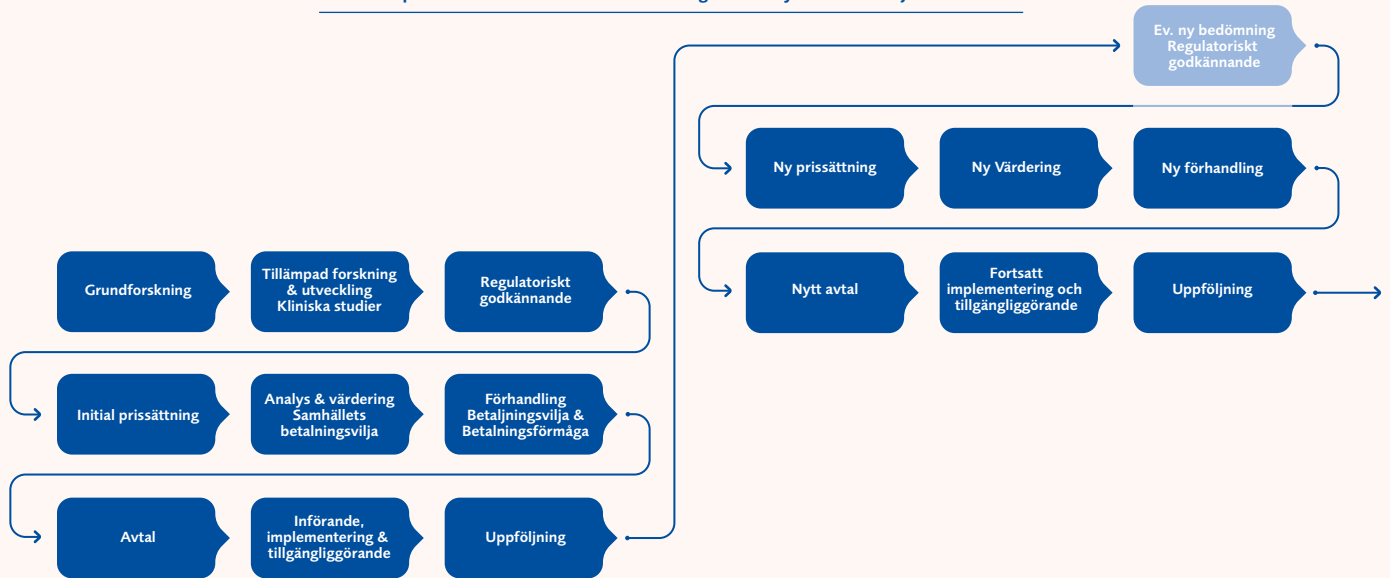 Grundforskning
Tillämpad forskning
& utveckling
Kliniska studier
Regulatoriskt
godkännande
Initial prissättning
Analys & värdering
Samhällets
betalningsvilja
Förhandling
Betaljningsvilja &
Betalningsförmåga
Avtal
Införande,
implementering &
tillgängliggörande
Uppföljning
Ev. ny bedömning
Regulatoriskt
godkännande
Ny prissättning
Ny Värdering
Ny förhandling
Nytt avtal
Fortsatt
implementering och
tillgängliggörande
Uppföljning